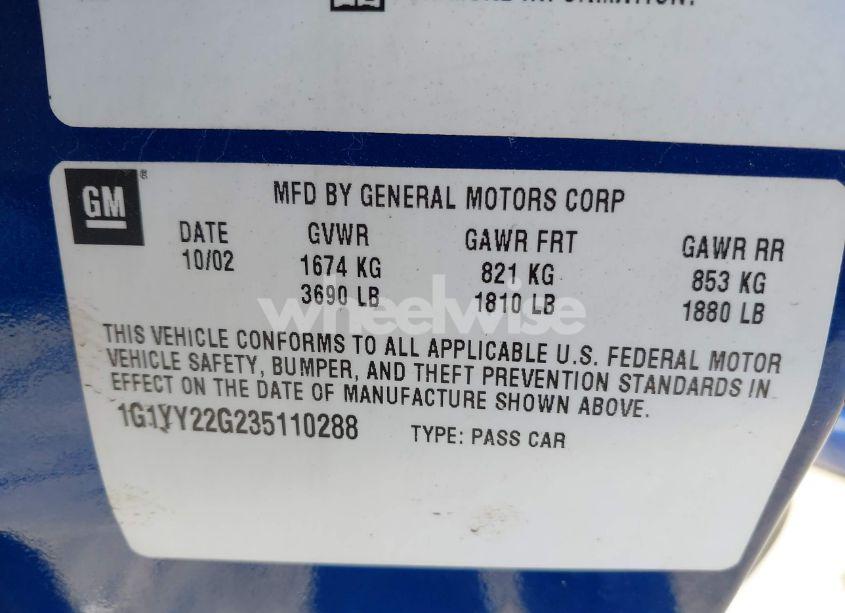 INFORMATION.
GM®
MFD BY GENERAL MOTORS CORP
DATE GVWR GAWR FRT GAWR RR
10/02 1674 KG 821 KG 853 KG
3690 LB 1810 LB 1880 LB
wheelwise
THIS VEHICLE CONFORMS TO ALL APPLICABLE U.S. FEDERAL MOTOR
VEHICLE SAFETY, BUMPER, AND THEFT PREVENTION STANDARDS IN
EFFECT ON THE DATE OF MANUFACTURE SHOWN ABOVE.
1G1YY22G235110288 TYPE: PASS CAR